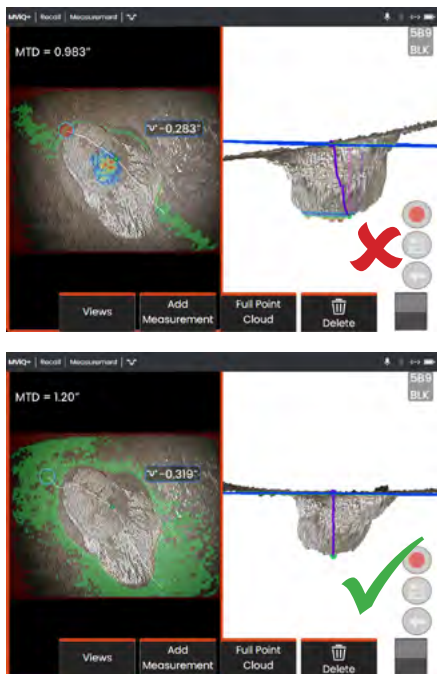 MViQ+ | Recall | Measurement |
5B9
BLK
MTD = 0.983"
-0.283"
Views
Add
Measurement
Full Point
Cloud
Delete
MViQ+ | Recall | Measurement |
5B9
BLK
MTD = 1.20"
-0.319"
Views
Add
Measurement
Full Point
Cloud
Delete